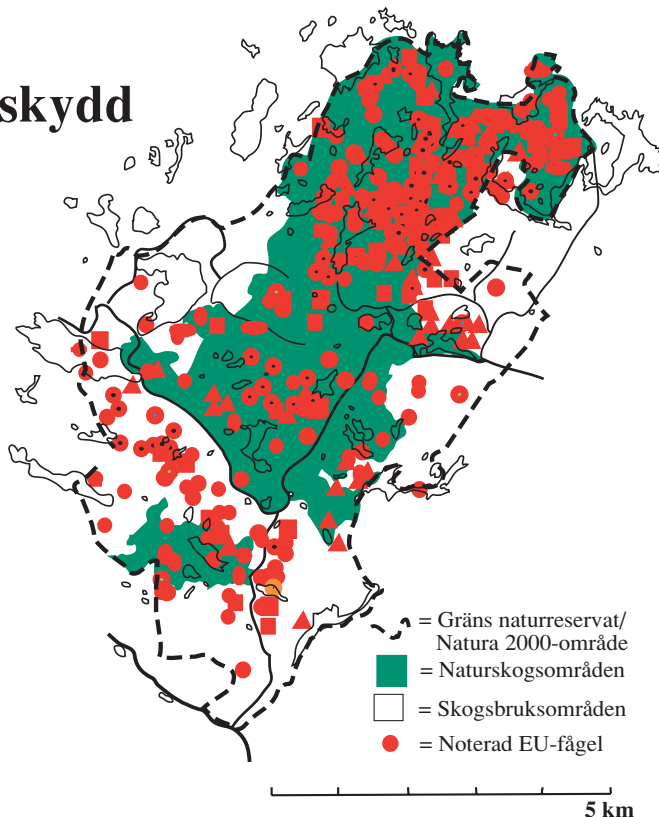 skydd
= Gräns naturreservat/
Natura 2000-område
= Naturskogsområden
= Skogsbruksområden
= Noterad EU-fågel
5 km